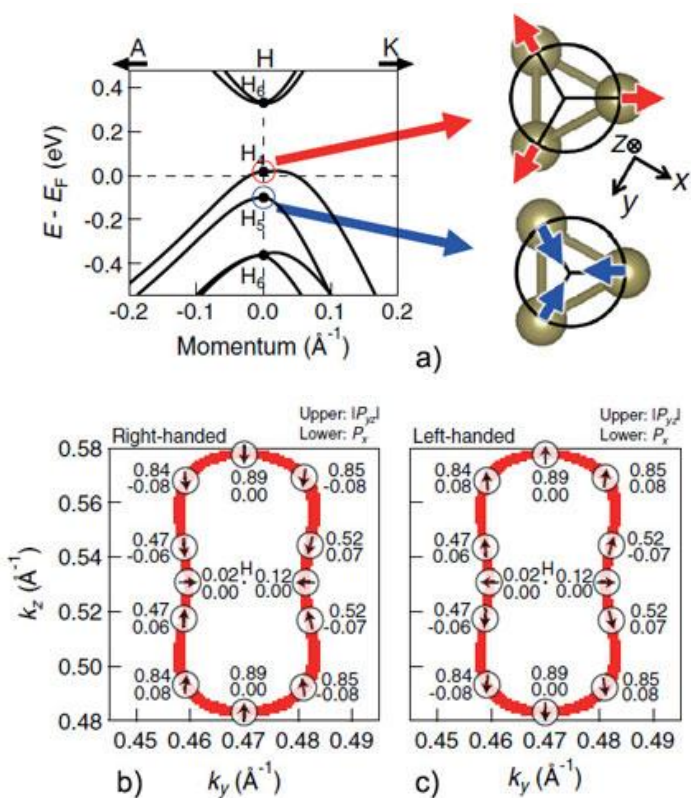 A H K
H6
H4
H5
H6
0.4
0.2
0.0
-0.2
-0.4
E - EF (eV)
-0.2 -0.1 0.0 0.1 0.2
Momentum (Å⁻¹)
z
x
y
a)
Right-handed
Upper: |Pyz|
Lower: Px
0.84
-0.08
0.89
0.00
0.85
-0.08
0.47
-0.06
0.52
0.07
H
0.02
0.00
0.12
0.00
0.47
0.06
0.52
-0.07
0.84
0.08
0.89
0.00
0.85
-0.08
0.58
0.56
0.54
0.52
0.50
0.48
kz (Å⁻¹)
0.45 0.46 0.47 0.48 0.49
b)
ky (Å⁻¹)
Left-handed
Upper: |Pyz|
Lower: Px
0.84
0.08
0.89
0.00
0.85
0.08
0.47
0.06
0.52
-0.07
H
0.02
0.00
0.12
0.00
0.47
-0.06
0.52
0.07
0.84
-0.08
0.89
0.00
0.85
0.08
0.45 0.46 0.47 0.48 0.49
c)
ky (Å⁻¹)